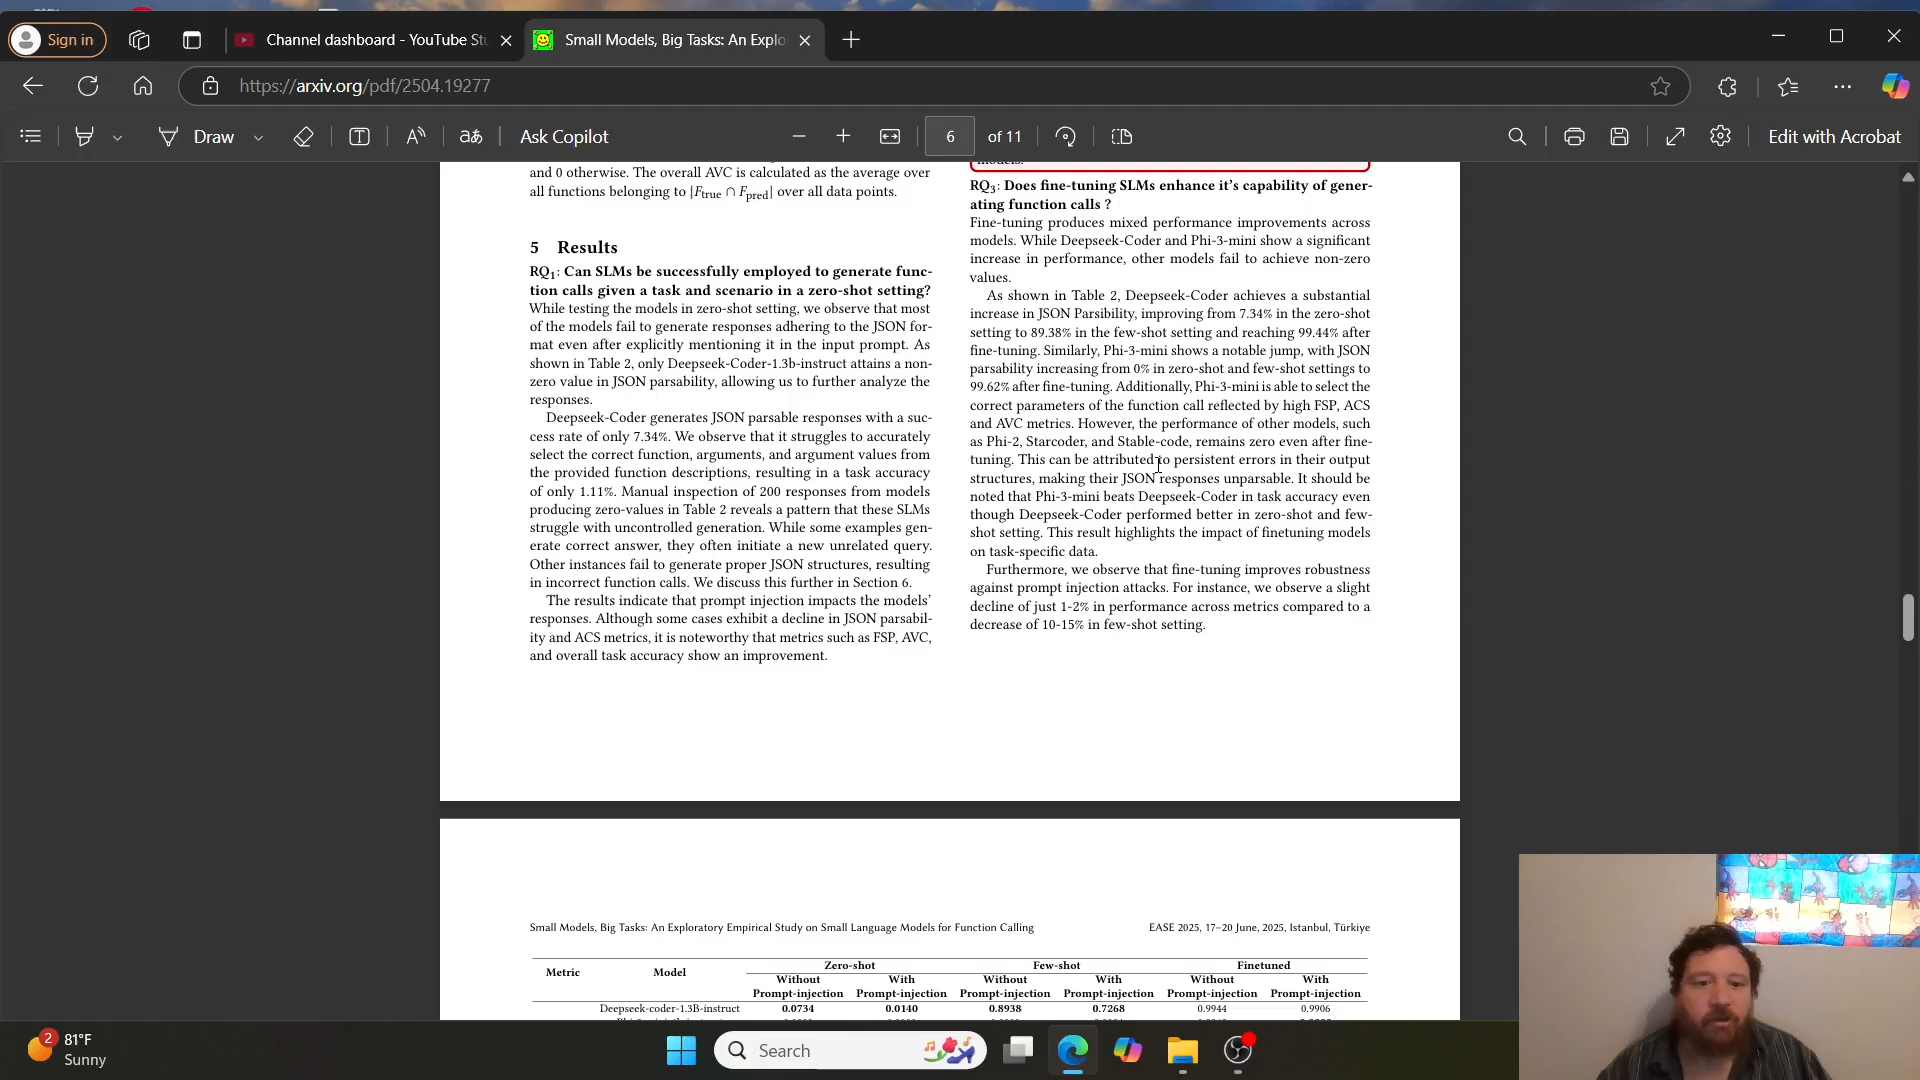 Sign in
Channel dashboard - YouTube St
Small Models, Big Tasks: An Explo
https://arxiv.org/pdf/2504.19277
Draw
Ask Copilot
6
of 11
Edit with Acrobat
and 0 otherwise. The overall AVC is calculated as the average over
all functions belonging to |Ftrue ∩ Fpred| over all data points.
5 Results
RQ1: Can SLMs be successfully employed to generate func-
tion calls given a task and scenario in a zero-shot setting?
While testing the models in zero-shot setting, we observe that most
of the models fail to generate responses adhering to the JSON for-
mat even after explicitly mentioning it in the input prompt. As
shown in Table 2, only Deepseek-Coder-1.3b-instruct attains a non-
zero value in JSON parsability, allowing us to further analyze the
responses.
Deepseek-Coder generates JSON parsable responses with a suc-
cess rate of only 7.34%. We observe that it struggles to accurately
select the correct function, arguments, and argument values from
the provided function descriptions, resulting in a task accuracy
of only 1.11%. Manual inspection of 200 responses from models
producing zero-values in Table 2 reveals a pattern that these SLMs
struggle with uncontrolled generation. While some examples gen-
erate correct answer, they often initiate a new unrelated query.
Other instances fail to generate proper JSON structures, resulting
in incorrect function calls. We discuss this further in Section 6.
The results indicate that prompt injection impacts the models'
responses. Although some cases exhibit a decline in JSON parsabil-
ity and ACS metrics, it is noteworthy that metrics such as FSP, AVC,
and overall task accuracy show an improvement.
models.
RQ3: Does fine-tuning SLMs enhance it's capability of gener-
ating function calls ?
Fine-tuning produces mixed performance improvements across
models. While Deepseek-Coder and Phi-3-mini show a significant
increase in performance, other models fail to achieve non-zero
values.
As shown in Table 2, Deepseek-Coder achieves a substantial
increase in JSON Parsibility, improving from 7.34% in the zero-shot
setting to 89.38% in the few-shot setting and reaching 99.44% after
fine-tuning. Similarly, Phi-3-mini shows a notable jump, with JSON
parsability increasing from 0% in zero-shot and few-shot settings to
99.62% after fine-tuning. Additionally, Phi-3-mini is able to select the
correct parameters of the function call reflected by high FSP, ACS
and AVC metrics. However, the performance of other models, such
as Phi-2, Starcoder, and Stable-code, remains zero even after fine-
tuning. This can be attributed to persistent errors in their output
structures, making their JSON responses unparsable. It should be
noted that Phi-3-mini beats Deepseek-Coder in task accuracy even
though Deepseek-Coder performed better in zero-shot and few-
shot setting. This result highlights the impact of finetuning models
on task-specific data.
Furthermore, we observe that fine-tuning improves robustness
against prompt injection attacks. For instance, we observe a slight
decline of just 1-2% in performance across metrics compared to a
decrease of 10-15% in few-shot setting.
Small Models, Big Tasks: An Exploratory Empirical Study on Small Language Models for Function Calling
EASE 2025, 17–20 June, 2025, Istanbul, Türkiye
Metric Model Zero-shot Few-shot Finetuned
Without With Without With Without With
Prompt-injection Prompt-injection Prompt-injection Prompt-injection Prompt-injection Prompt-injection
Deepseek-coder-1.3B-instruct 0.0734 0.0140 0.8938 0.7268 0.9944 0.9906
2
81°F
Sunny
Search